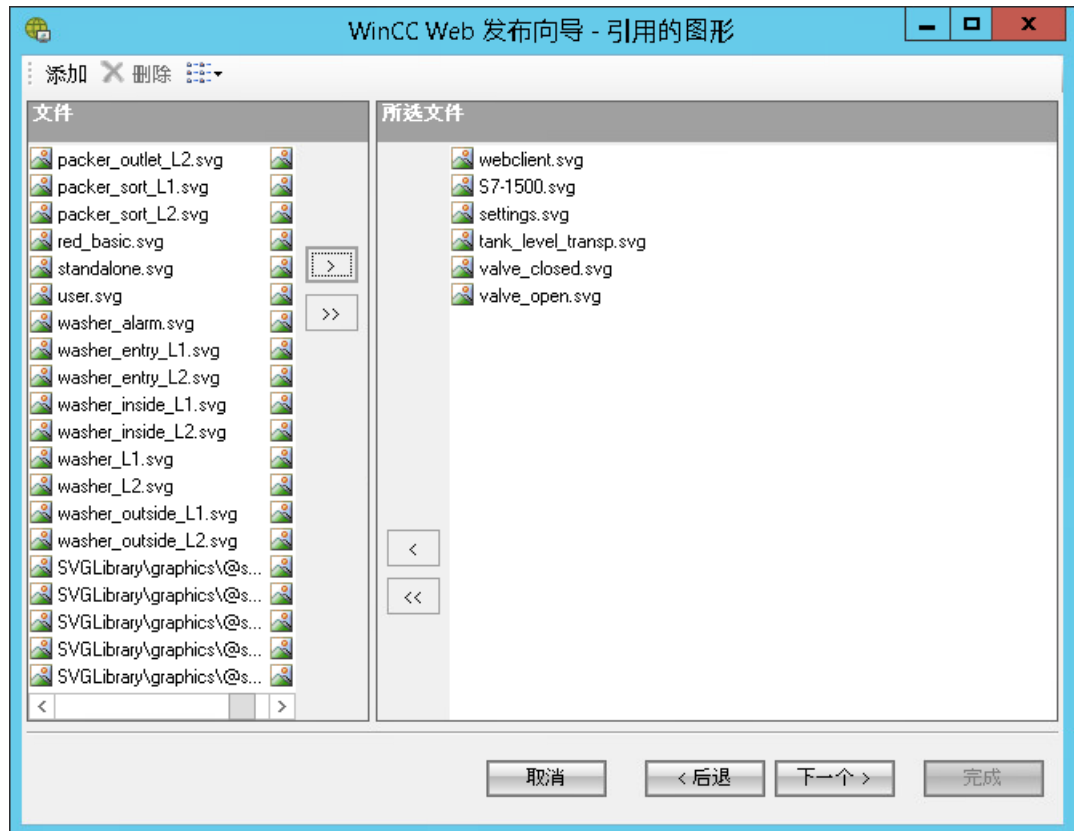 WinCC Web 发布向导 - 引用的图形
添加 删除
文件
packer_outlet_L2.svg
packer_sort_L1.svg
packer_sort_L2.svg
red_basic.svg
standalone.svg
user.svg
washer_alarm.svg
washer_entry_L1.svg
washer_entry_L2.svg
washer_inside_L1.svg
washer_inside_L2.svg
washer_L1.svg
washer_L2.svg
washer_outside_L1.svg
washer_outside_L2.svg
SVGLibrary\graphics\@s...
SVGLibrary\graphics\@s...
SVGLibrary\graphics\@s...
SVGLibrary\graphics\@s...
SVGLibrary\graphics\@s...
>
>>
所选文件
webclient.svg
S7-1500.svg
settings.svg
tank_level_transp.svg
valve_closed.svg
valve_open.svg
<
<<
取消 < 后退 下一个 > 完成